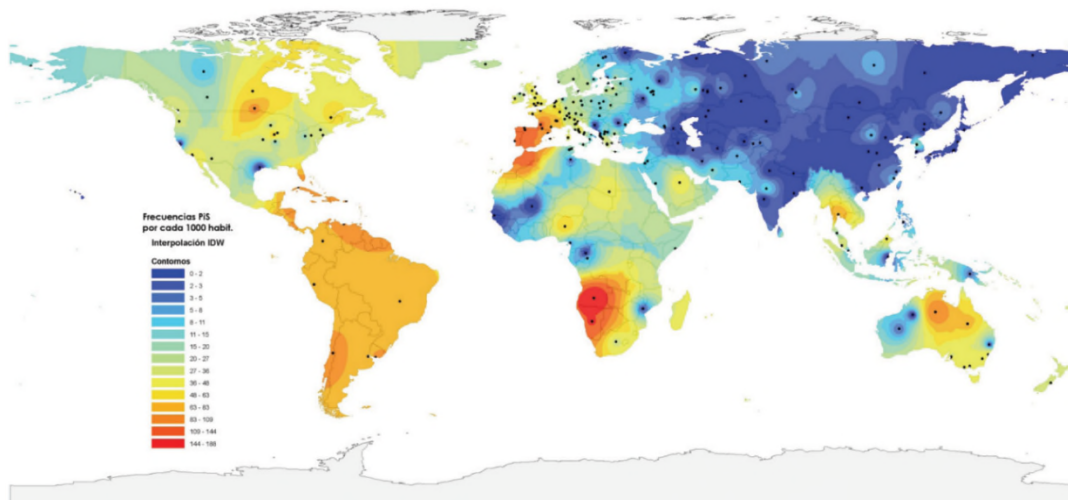 Frecuencias PiS
por cada 1000 habit.
Interpolación IDW
Contornos
0 - 2
2 - 3
3 - 5
5 - 8
8 - 11
11 - 15
15 - 20
20 - 27
27 - 36
36 - 48
48 - 63
63 - 83
83 - 109
109 - 144
144 - 188